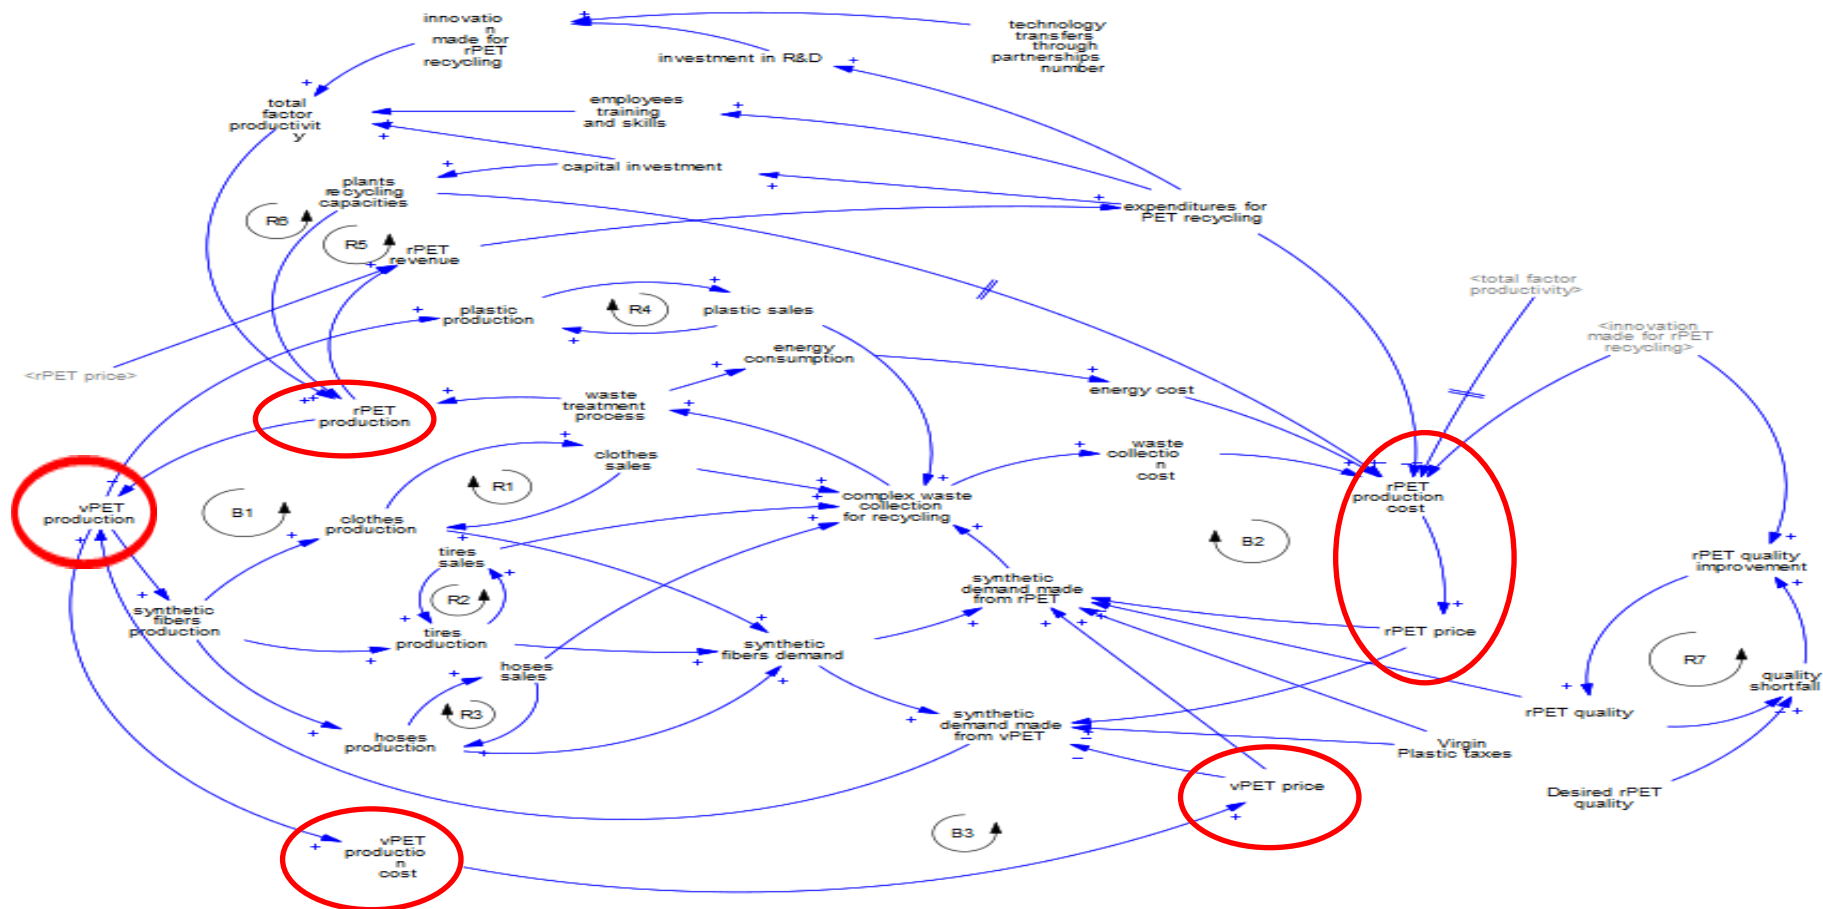 innovatio
n
made for
rPET
recycling
technology
transfers
through
partnerships
number
investment in R&D
total
factor
productivit
y
employees
training
and skills
capital investment
plants
recycling
capacities
expenditures for
PET recycling
R6
R5
rPET
revenue
<total factor
productivity>
plastic
production
R4
plastic sales
<innovation
made for rPET
recycling>
energy
consumption
<rPET price>
energy cost
waste
treatment
process
rPET
production
clothes
sales
waste
collectio
n
cost
R1
rPET
production
cost
complex waste
collection
for recycling
vPET
production
B1
clothes
production
B2
tires
sales
rPET quality
improvement
synthetic
demand made
from rPET
R2
synthetic
fibers
production
tires
production
rPET price
synthetic
fibers demand
hoses
sales
R7
quality
shortfall
R3
rPET quality
synthetic
demand made
from vPET
hoses
production
Virgin
Plastic taxes
vPET price
Desired rPET
quality
B3
vPET
productio
n
cost